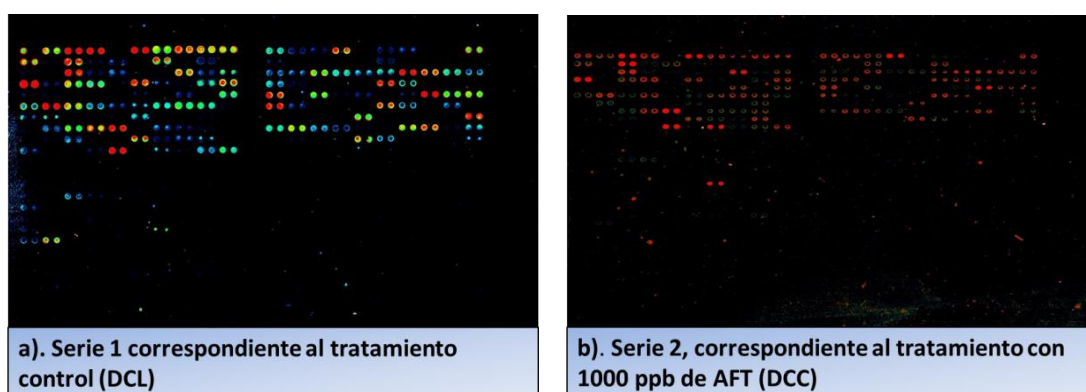 a). Serie 1 correspondiente al tratamiento
control (DCL)
b). Serie 2, correspondiente al tratamiento con
1000 ppb de AFT (DCC)